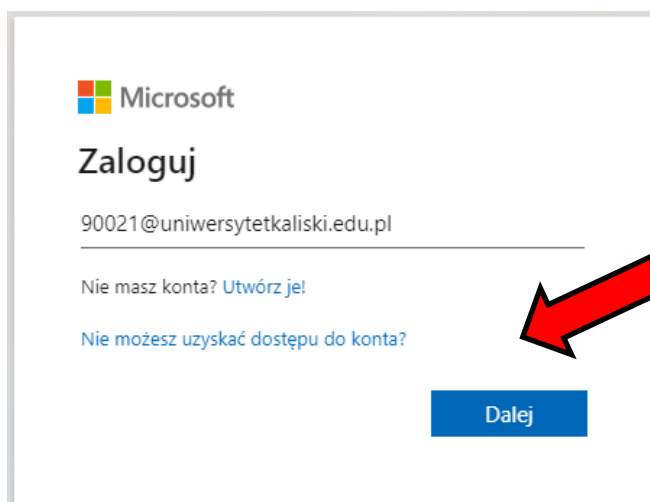 Microsoft
Zaloguj
90021@uniwersytetkaliski.edu.pl
Nie masz konta? Utwórz je!
Nie możesz uzyskać dostępu do konta?
Dalej